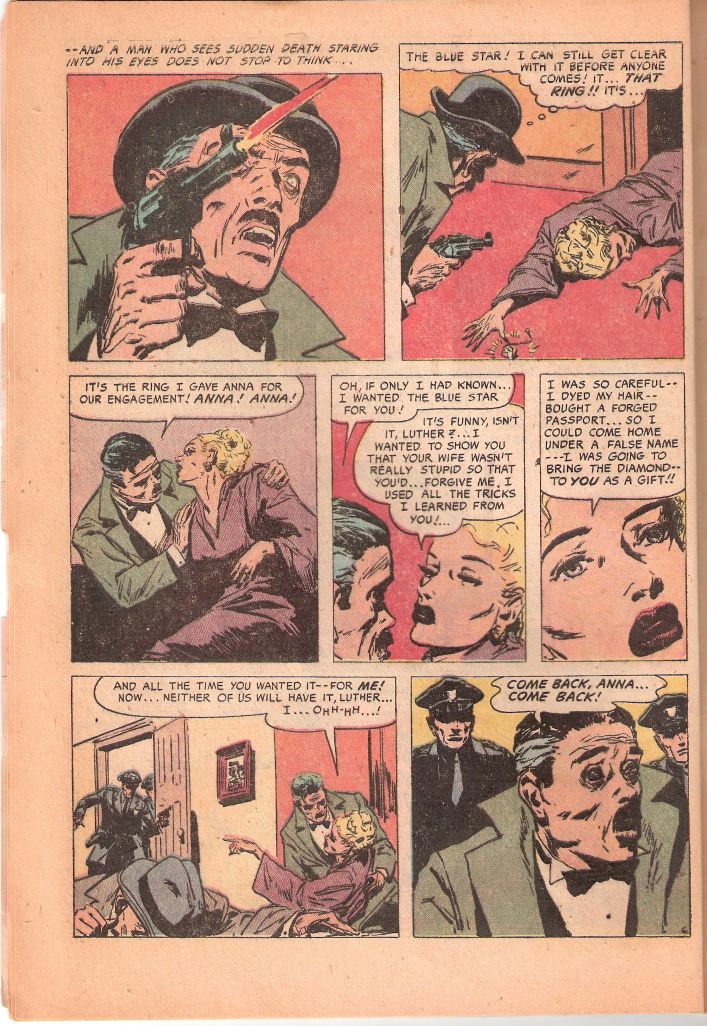 --AND A MAN WHO SEES SUDDEN DEATH STARING
INTO HIS EYES DOES NOT STOP TO THINK...
THE BLUE STAR! I CAN STILL GET CLEAR
WITH IT BEFORE ANYONE
COMES! IT... THAT
RING!! IT'S...
IT'S THE RING I GAVE ANNA FOR
OUR ENGAGEMENT! ANNA! ANNA!
OH, IF ONLY I HAD KNOWN...
I WANTED THE BLUE STAR
FOR YOU!
IT'S FUNNY, ISN'T
IT, LUTHER?... I
WANTED TO SHOW YOU
THAT YOUR WIFE WASN'T
REALLY STUPID SO THAT
YOU'D...FORGIVE ME, I
USED ALL THE TRICKS
I LEARNED FROM
YOU!...
I WAS SO CAREFUL--
I DYED MY HAIR--
BOUGHT A FORGED
PASSPORT...SO I
COULD COME HOME
UNDER A FALSE NAME
---I WAS GOING TO
BRING THE DIAMOND--
TO YOU AS A GIFT!!
AND ALL THE TIME YOU WANTED IT--FOR ME!
NOW... NEITHER OF US WILL HAVE IT, LUTHER...
I... OHH-HH...!
COME BACK, ANNA...
COME BACK!
6